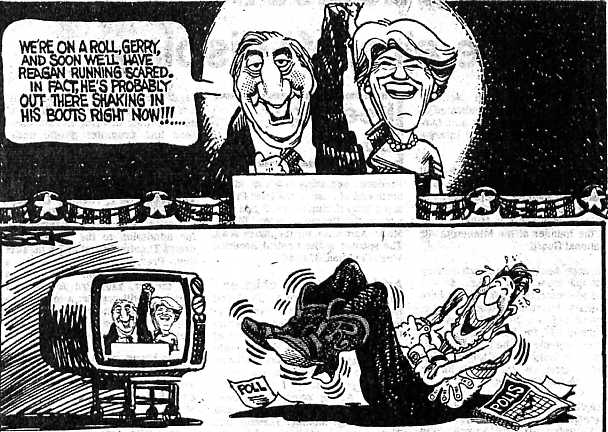 WE'RE ON A ROLL, GERRY,
AND SOON WE'LL HAVE
REAGAN RUNNING SCARED.
IN FACT, HE'S PROBABLY
OUT THERE SHAKING IN
HIS BOOTS RIGHT NOW!!!....
SACK
POLL
POLLS